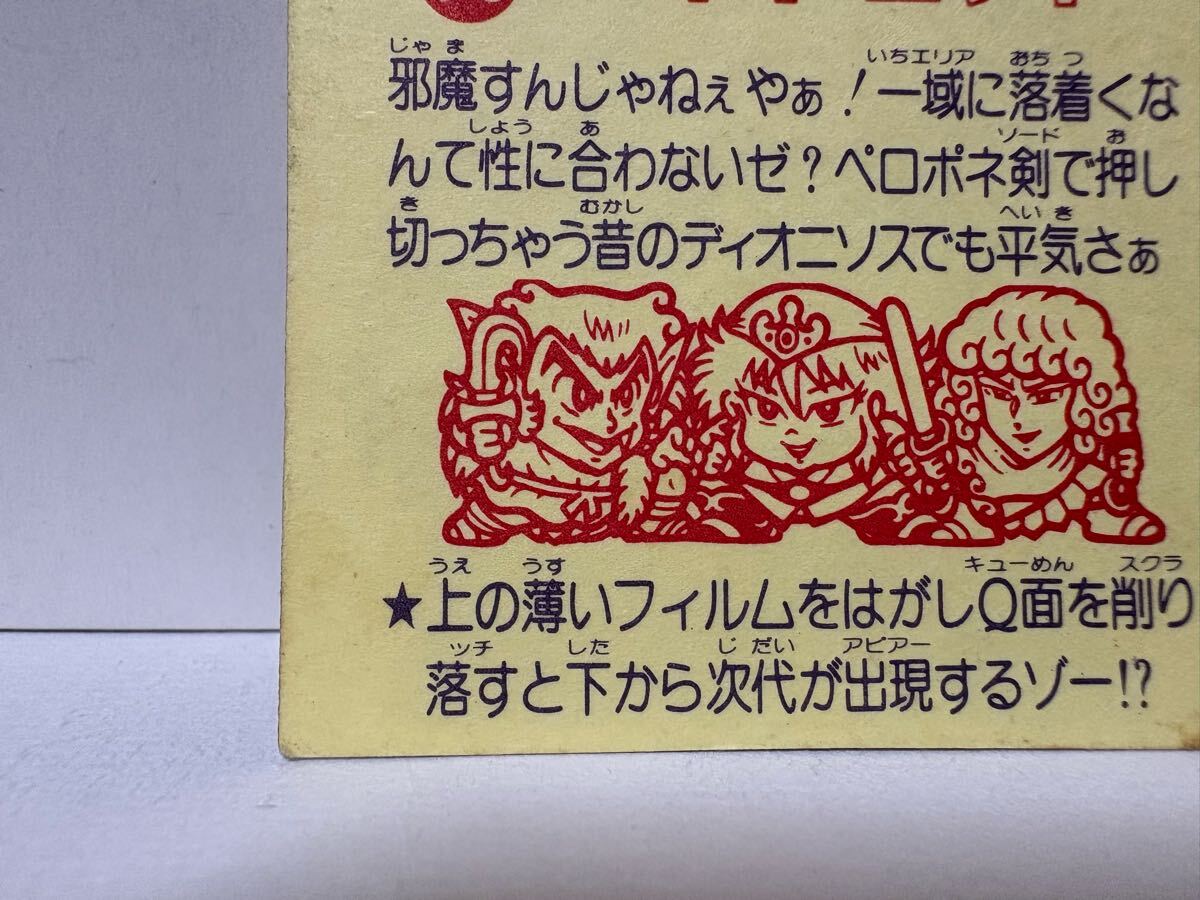 邪魔すんじゃねぇやぁ！一域に落着くな
んて性に合わないゼ？ペロポネ剣で押し
切っちゃう昔のディオニソスでも平気さぁ
★上の薄いフィルムをはがしQ面を削り
落すと下から次代が出現するゾー!?